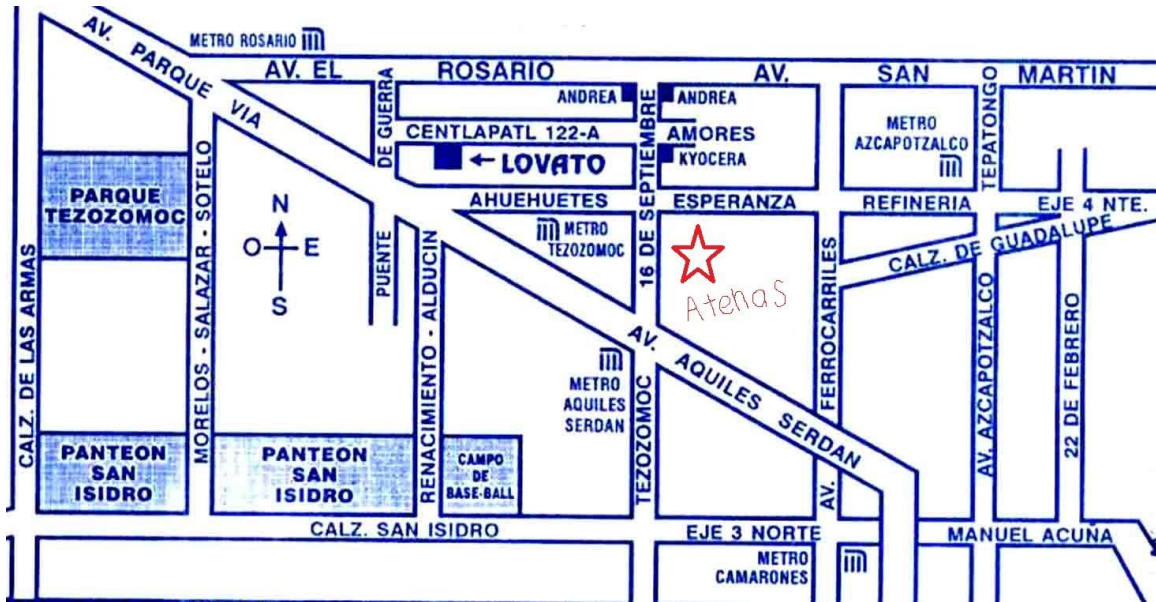 AV. PARQUE VIA
METRO ROSARIO
AV. EL ROSARIO
AV. SAN MARTIN
DE GUERRA
ANDREA
16 DE SEPTIEMBRE
ANDREA
TEPATONGO
CENTLAPATL 122-A
AMORES
METRO
AZCAPOTZALCO
← LOVATO
KYOCERA
PARQUE
TEZOZOMOC
MORELOS - SALAZAR - SOTELO
AHUEHUETES
ESPERANZA
REFINERIA
EJE 4 NTE.
N
O E
S
METRO
TEZOZOMOC
CALZ. DE GUADALUPE
PUENTE
Atenas
CALZ. DE LAS ARMAS
RENACIMIENTO - ALDUCIN
AV. AQUILES SERDAN
AV. FERROCARRILES
METRO
AQUILES
SERDAN
TEZOZOMOC
AV. AZCAPOTZALCO
22 DE FEBRERO
PANTEON
SAN
ISIDRO
PANTEON
SAN
ISIDRO
CAMPO
DE
BASE-BALL
CALZ. SAN ISIDRO
EJE 3 NORTE
MANUEL ACUÑA
METRO
CAMARONES